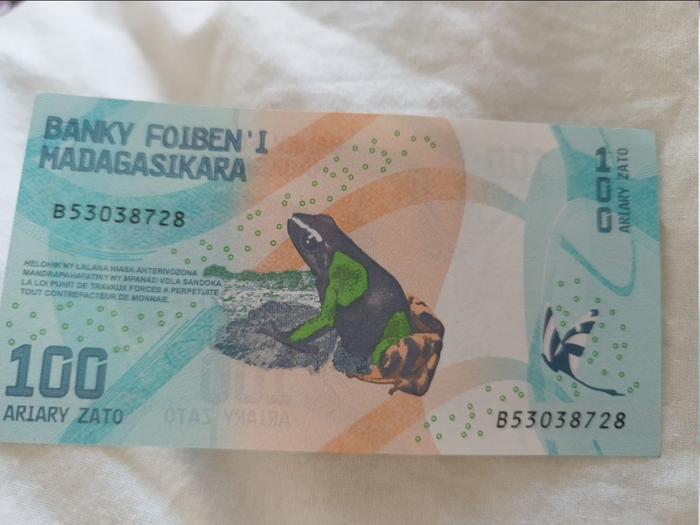 BANKY FOIBEN'I
MADAGASIKARA
B53038728
HELOHIK'NY LALANA HIASA ANTERIVOZONA
MANDRAPAHAFATINY NY MPANAO VOLA SANDOKA
LA LOI PUNIT DE TRAVAUX FORCES A PERPETUITE
TOUT CONTREFACTEUR DE MONNAIE.
100
ARIARY ZATO
100
ARIARY ZATO
B53038728